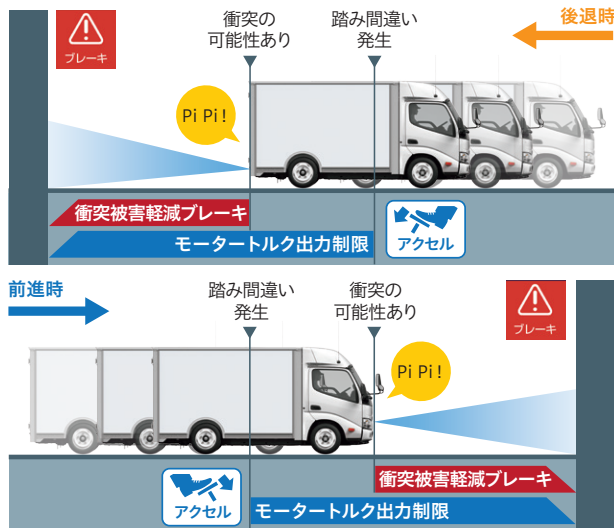 後退時
衝突の
可能性あり
踏み間違い
発生
ブレーキ
Pi Pi!
衝突被害軽減ブレーキ
モータートルク出力制限
アクセル
前進時
踏み間違い
発生
衝突の
可能性あり
ブレーキ
Pi Pi!
衝突被害軽減ブレーキ
アクセル
モータートルク出力制限